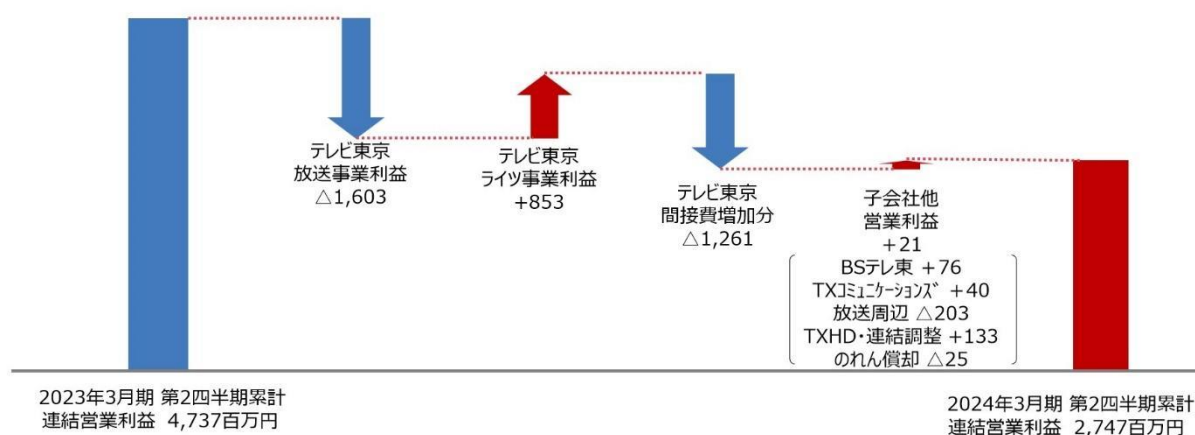 テレビ東京
放送事業利益
△1,603
テレビ東京
ライツ事業利益
+853
テレビ東京
間接費増加分
△1,261
子会社他
営業利益
+21
BSテレ東 +76
TXｺﾐｭﾆｹｰｼｮﾝｽﾞ +40
放送周辺 △203
TXHD・連結調整 +133
のれん償却 △25
2023年3月期 第2四半期累計
連結営業利益 4,737百万円
2024年3月期 第2四半期累計
連結営業利益 2,747百万円